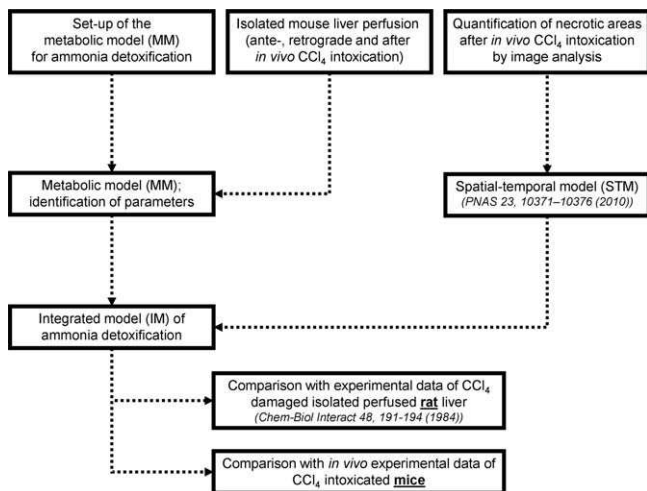 Set-up of the
metabolic model (MM)
for ammonia detoxification
Isolated mouse liver perfusion
(ante-, retrograde and after
in vivo CCl₄ intoxication)
Quantification of necrotic areas
after in vivo CCl₄ intoxication
by image analysis
Metabolic model (MM);
identification of parameters
Spatial-temporal model (STM)
(PNAS 23, 10371–10376 (2010))
Integrated model (IM) of
ammonia detoxification
Comparison with experimental data of CCl₄
damaged isolated perfused rat liver
(Chem-Biol Interact 48, 191-194 (1984))
Comparison with in vivo experimental data of
CCl₄ intoxicated mice